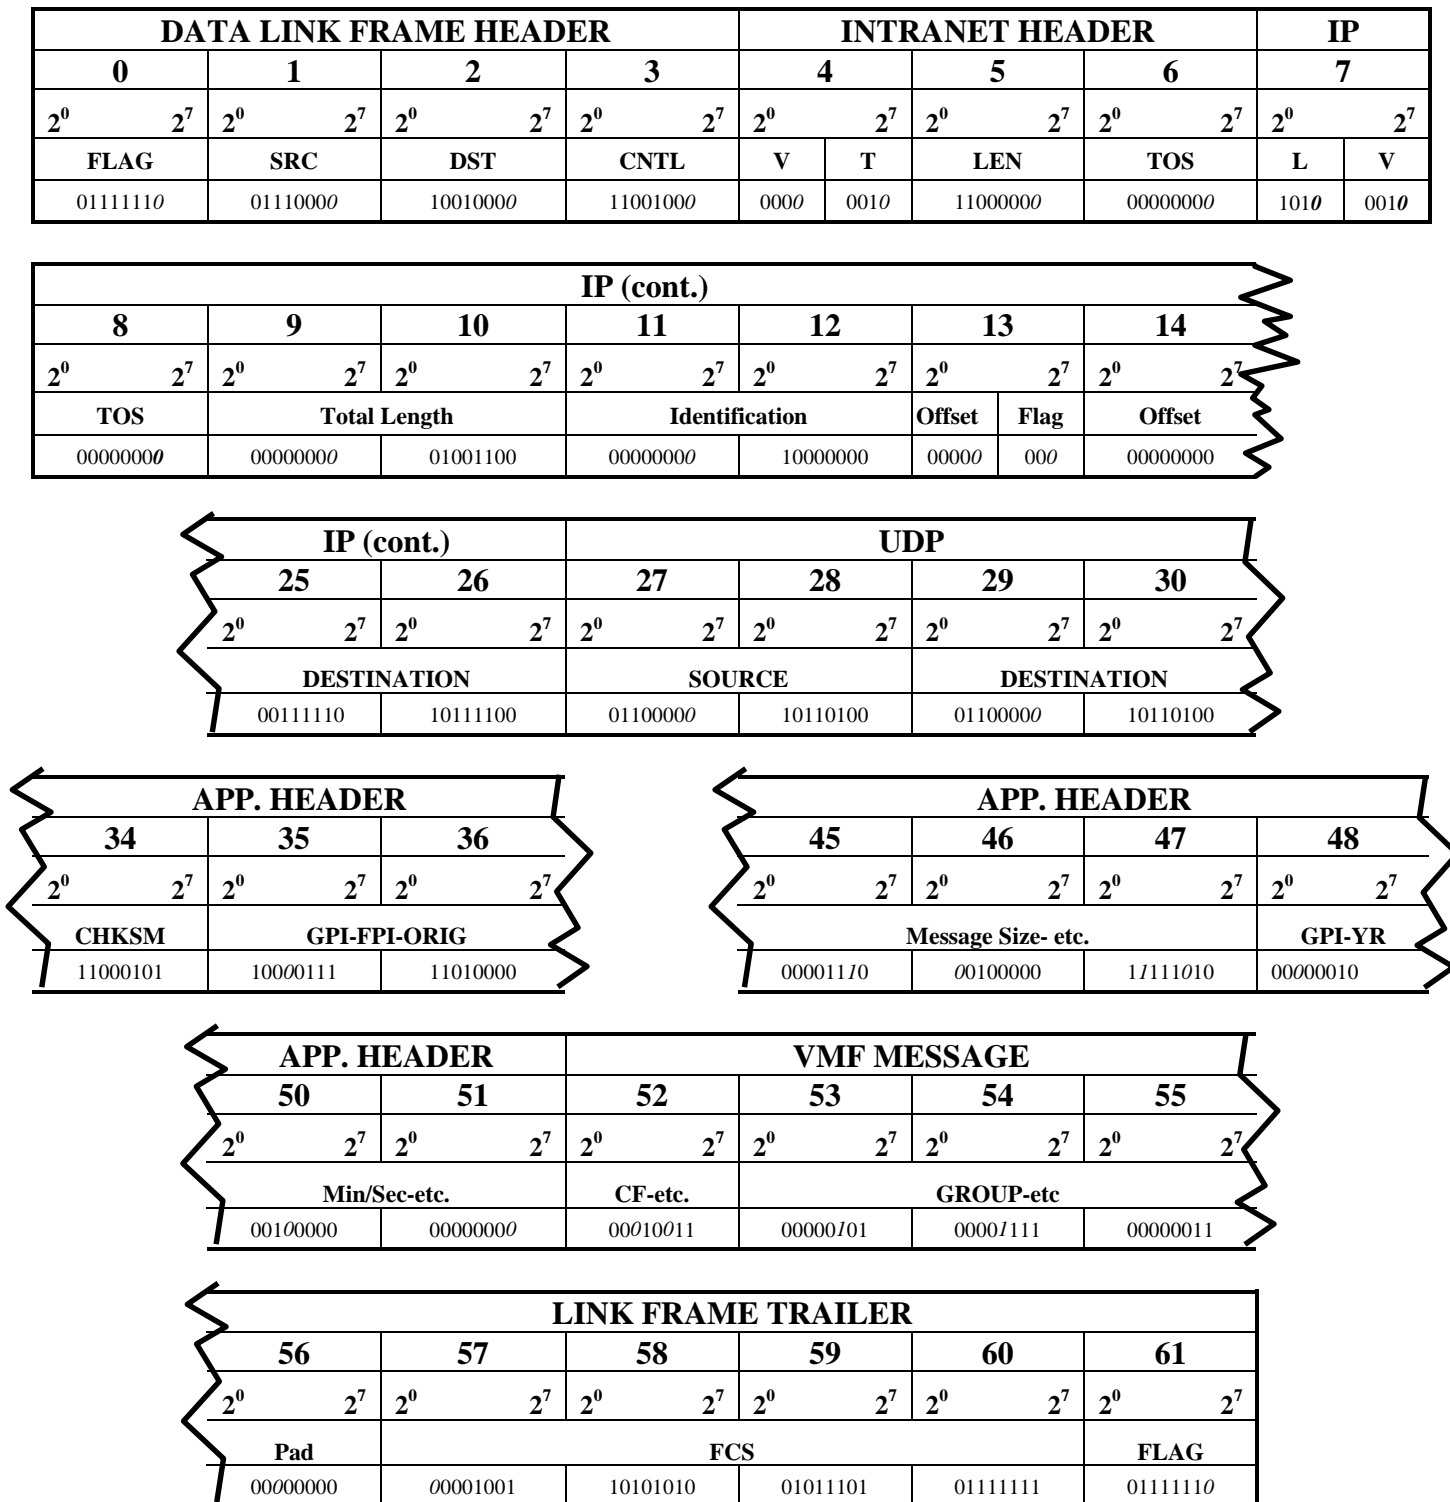 DATA LINK FRAME HEADER INTRANET HEADER IP
0 1 2 3 4 5 6 7
2⁰ 2⁷ 2⁰ 2⁷ 2⁰ 2⁷ 2⁰ 2⁷ 2⁰ 2⁷ 2⁰ 2⁷ 2⁰ 2⁷ 2⁰ 2⁷
FLAG SRC DST CNTL V T LEN TOS L V
01111110 01110000 10010000 11001000 0000 0010 11000000 00000000 1010 0010
IP (cont.)
8 9 10 11 12 13 14
2⁰ 2⁷ 2⁰ 2⁷ 2⁰ 2⁷ 2⁰ 2⁷ 2⁰ 2⁷ 2⁰ 2⁷ 2⁰ 2⁷
TOS Total Length Identification Offset Flag Offset
00000000 00000000 01001100 00000000 10000000 00000 000 00000000
IP (cont.) UDP
25 26 27 28 29 30
2⁰ 2⁷ 2⁰ 2⁷ 2⁰ 2⁷ 2⁰ 2⁷ 2⁰ 2⁷ 2⁰ 2⁷
DESTINATION SOURCE DESTINATION
00111110 10111100 01100000 10110100 01100000 10110100
APP. HEADER
34 35 36
2⁰ 2⁷ 2⁰ 2⁷ 2⁰ 2⁷
CHKSM GPI-FPI-ORIG
11000101 10000111 11010000
APP. HEADER
45 46 47 48
2⁰ 2⁷ 2⁰ 2⁷ 2⁰ 2⁷ 2⁰ 2⁷
Message Size- etc. GPI-YR
00001110 00100000 11111010 00000010
APP. HEADER VMF MESSAGE
50 51 52 53 54 55
2⁰ 2⁷ 2⁰ 2⁷ 2⁰ 2⁷ 2⁰ 2⁷ 2⁰ 2⁷ 2⁰ 2⁷
Min/Sec-etc. CF-etc. GROUP-etc
00100000 00000000 00010011 00000101 00001111 00000011
LINK FRAME TRAILER
56 57 58 59 60 61
2⁰ 2⁷ 2⁰ 2⁷ 2⁰ 2⁷ 2⁰ 2⁷ 2⁰ 2⁷ 2⁰ 2⁷
Pad FCS FLAG
00000000 00001001 10101010 01011101 01111111 01111110